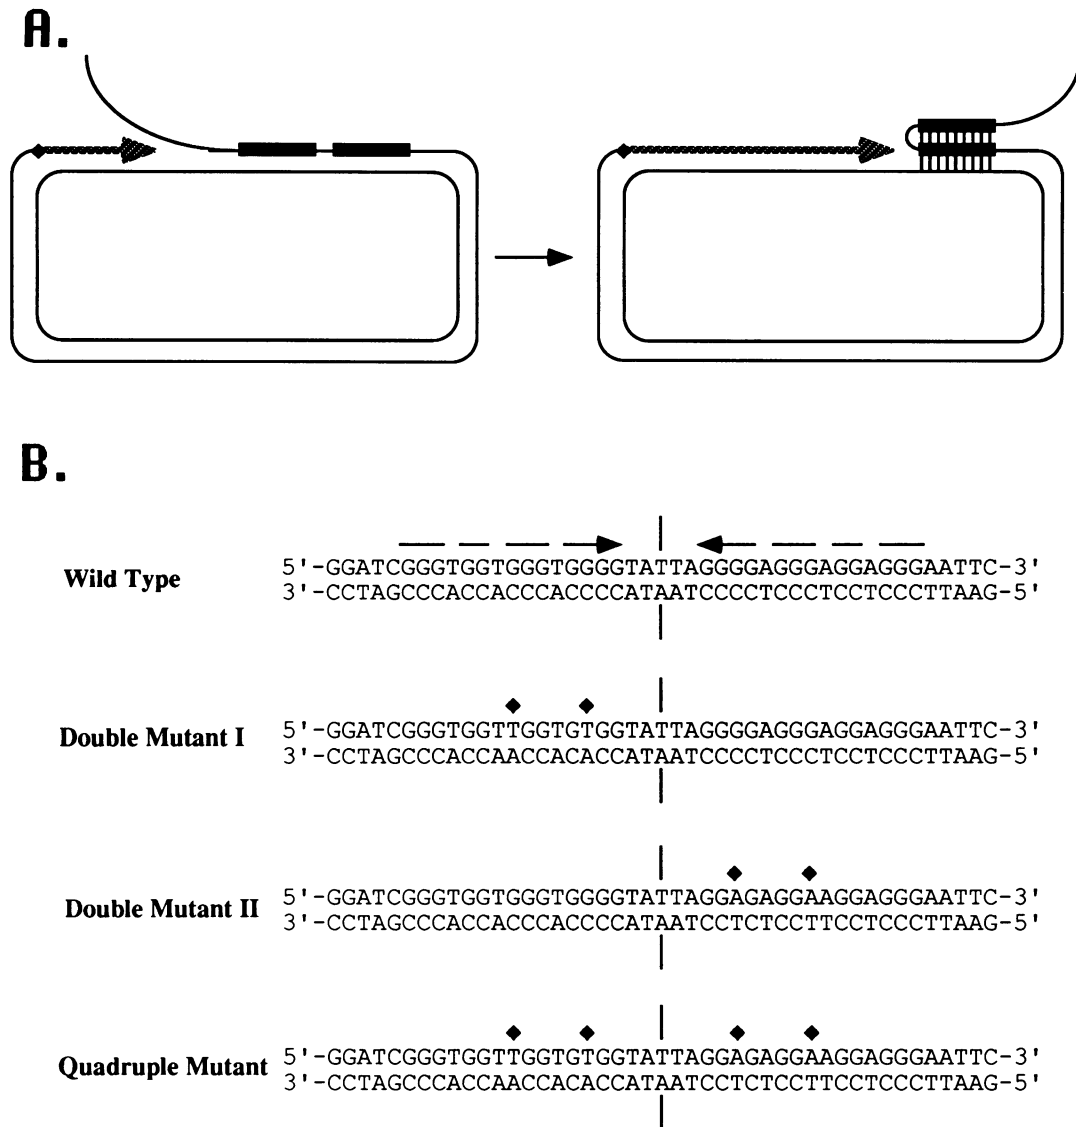 A.
B.
Wild Type
5'-GGATCGGGTGGTGGGTGGGGTATTAGGGGAGGGAGGAGGGAATTC-3'
3'-CCTAGCCCACCACCCACCCCATAATCCCCTCCCTCCTCCCTTAAG-5'
Double Mutant I
5'-GGATCGGGTGGTTGGTGTGGTATTAGGGGAGGGAGGAGGGAATTC-3'
3'-CCTAGCCCACCAACCACACCATAATCCCCTCCCTCCTCCCTTAAG-5'
Double Mutant II
5'-GGATCGGGTGGTGGGTGGGGTATTAGGAGAGGAAGGAGGGAATTC-3'
3'-CCTAGCCCACCACCCACCCCATAATCCTCTCCTTCCTCCCTTAAG-5'
Quadruple Mutant
5'-GGATCGGGTGGTTGGTGTGGTATTAGGAGAGGAAGGAGGGAATTC-3'
3'-CCTAGCCCACCAACCACACCATAATCCTCTCCTTCCTCCCTTAAG-5'